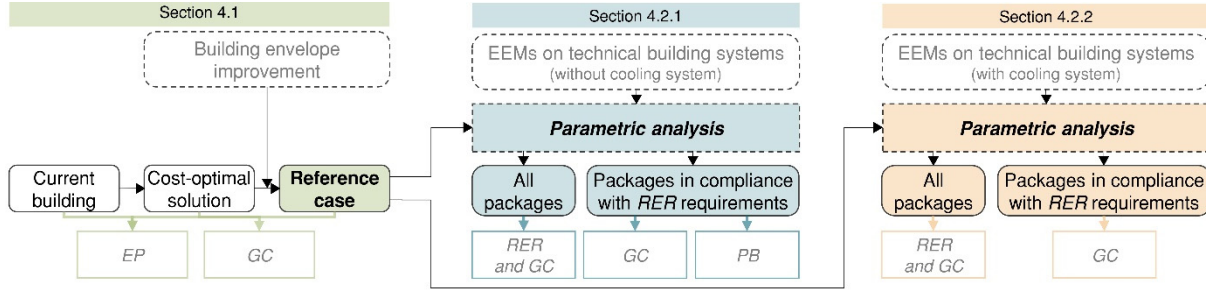 Section 4.1
Building envelope
improvement
Current
building
Cost-optimal
solution
Reference
case
EP
GC
Section 4.2.1
EEMs on technical building systems
(without cooling system)
Parametric analysis
All
packages
Packages in compliance
with RER requirements
RER
and GC
GC
PB
Section 4.2.2
EEMs on technical building systems
(with cooling system)
Parametric analysis
All
packages
Packages in compliance
with RER requirements
RER
and GC
GC